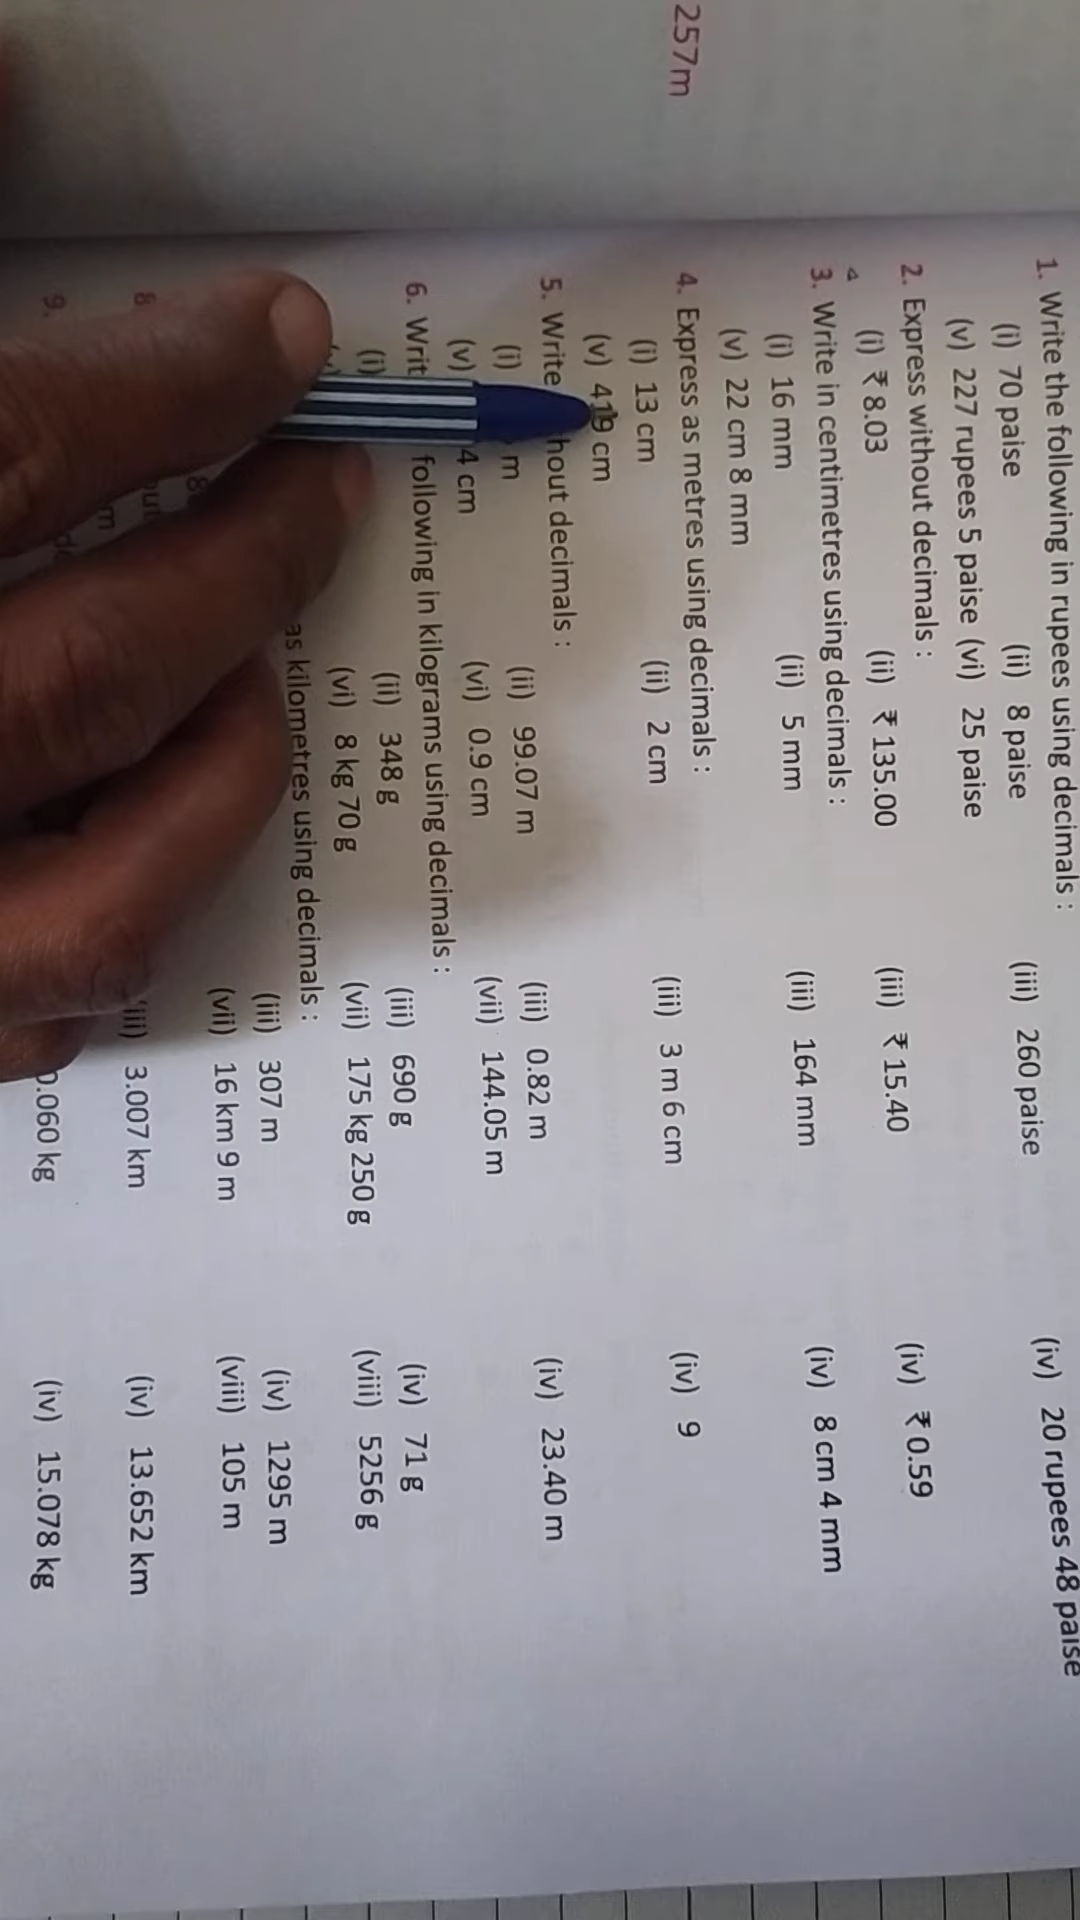 257m
1. Write the following in rupees using decimals :
(i) 70 paise (ii) 8 paise (iii) 260 paise (iv) 20 rupees 48 paise
(v) 227 rupees 5 paise (vi) 25 paise
2. Express without decimals :
(i) ₹ 8.03 (ii) ₹ 135.00 (iii) ₹ 15.40 (iv) ₹ 0.59
3. Write in centimetres using decimals :
(i) 16 mm (ii) 5 mm (iii) 164 mm (iv) 8 cm 4 mm
(v) 22 cm 8 mm
4. Express as metres using decimals :
(i) 13 cm (ii) 2 cm (iii) 3 m 6 cm (iv) 9
(v) 419 cm
5. Write hout decimals :
(i) m (ii) 99.07 m (iii) 0.82 m (iv) 23.40 m
(v) 4 cm (vi) 0.9 cm (vii) 144.05 m
6. Writ following in kilograms using decimals :
(i) (ii) 348 g (iii) 690 g (iv) 71 g
(vi) 8 kg 70 g (vii) 175 kg 250 g (viii) 5256 g
as kilometres using decimals :
(iii) 307 m (iv) 1295 m
(vii) 16 km 9 m (viii) 105 m
8
(iii) 3.007 km (iv) 13.652 km
9.
0.060 kg (iv) 15.078 kg